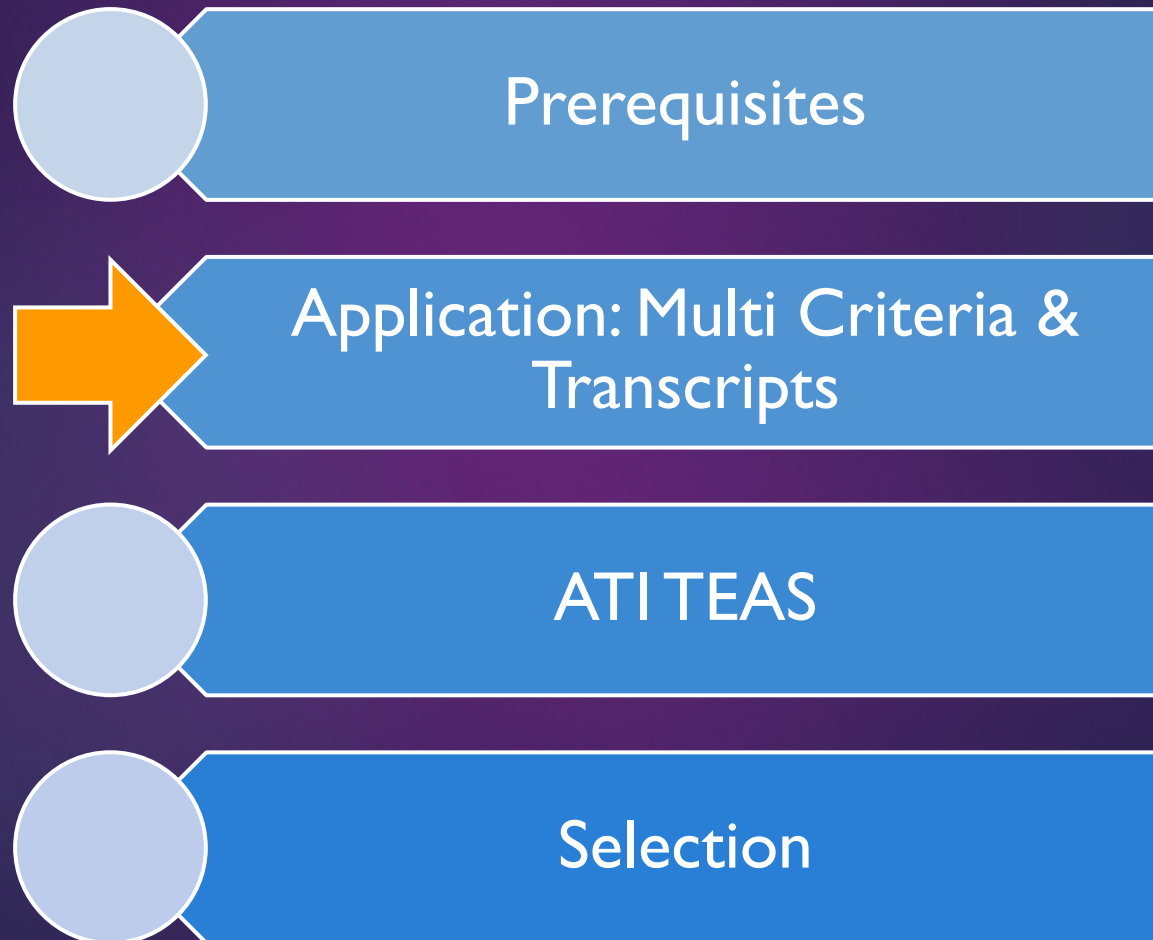 Prerequisites
Application: Multi Criteria &
Transcripts
ATI TEAS
Selection